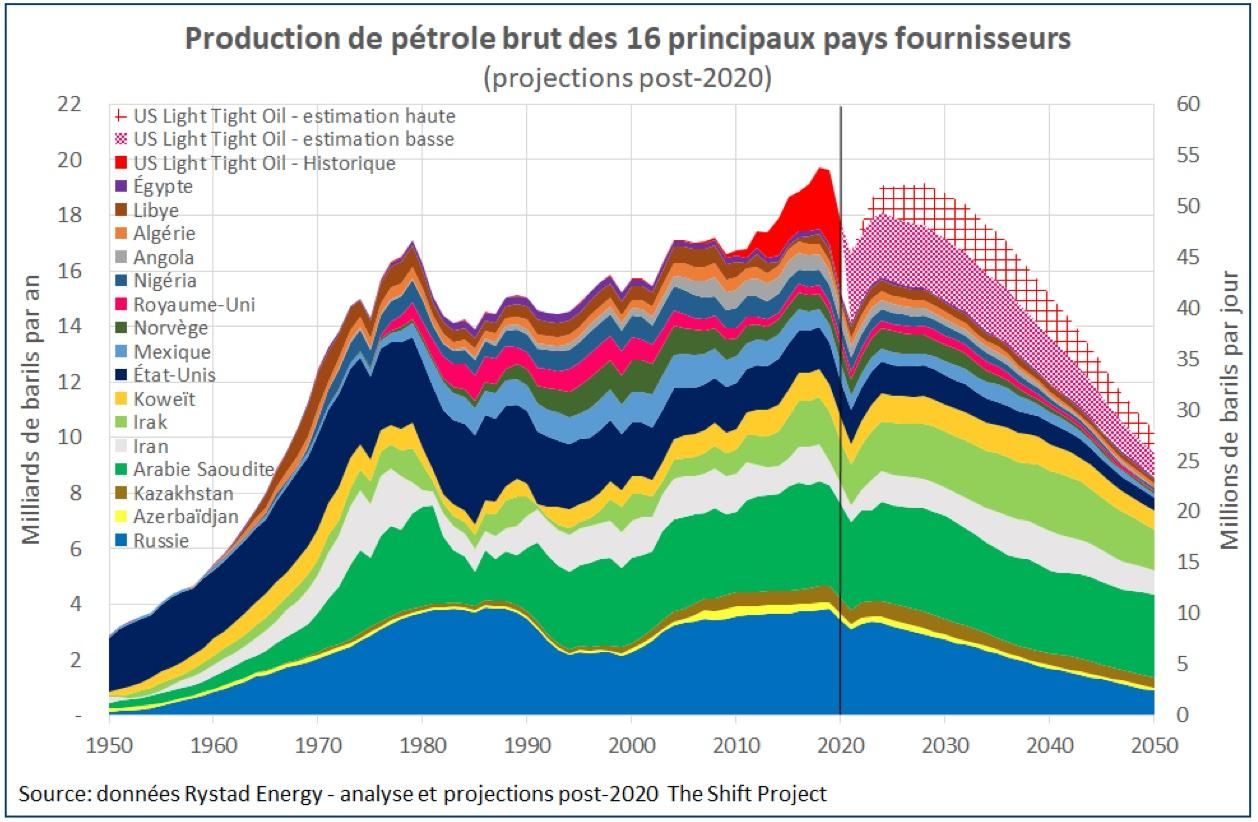 Production de pétrole brut des 16 principaux pays fournisseurs
(projections post-2020)
Milliards de barils par an
22
20
18
16
14
12
10
8
6
4
2
-
US Light Tight Oil - estimation haute
US Light Tight Oil - estimation basse
US Light Tight Oil - Historique
Égypte
Libye
Algérie
Angola
Nigéria
Royaume-Uni
Norvège
Mexique
État-Unis
Koweït
Irak
Iran
Arabie Saoudite
Kazakhstan
Azerbaïdjan
Russie
60
55
50
45
40
35
30
25
20
15
10
5
0
Millions de barils par jour
1950 1960 1970 1980 1990 2000 2010 2020 2030 2040 2050
Source: données Rystad Energy - analyse et projections post-2020 The Shift Project